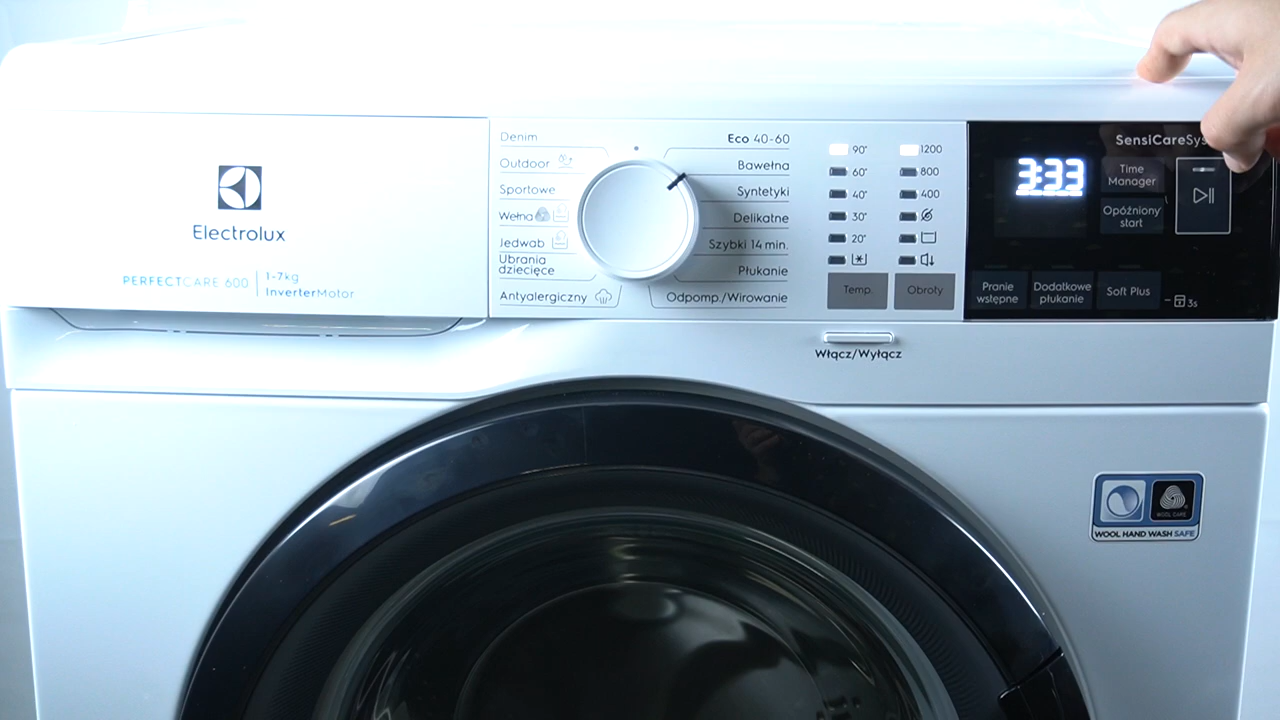 Electrolux
PERFECTCARE 600
1-7kg
InverterMotor
Denim
Outdoor
Sportowe
Wełna
Jedwab
Ubrania
dziecięce
Antyalergiczny
Eco 40-60
Bawełna
Syntetyki
Delikatne
Szybki 14 min.
Płukanie
Odpomp./Wirowanie
90°
60°
40°
30°
20°
Temp.
1200
800
400
Obroty
Włącz/Wyłącz
SensiCareSys
3:33
Time
Manager
Opóźniony
start
Pranie
wstępne
Dodatkowe
płukanie
Soft Plus
3s
WOOL CARE
WOOL HAND WASH SAFE